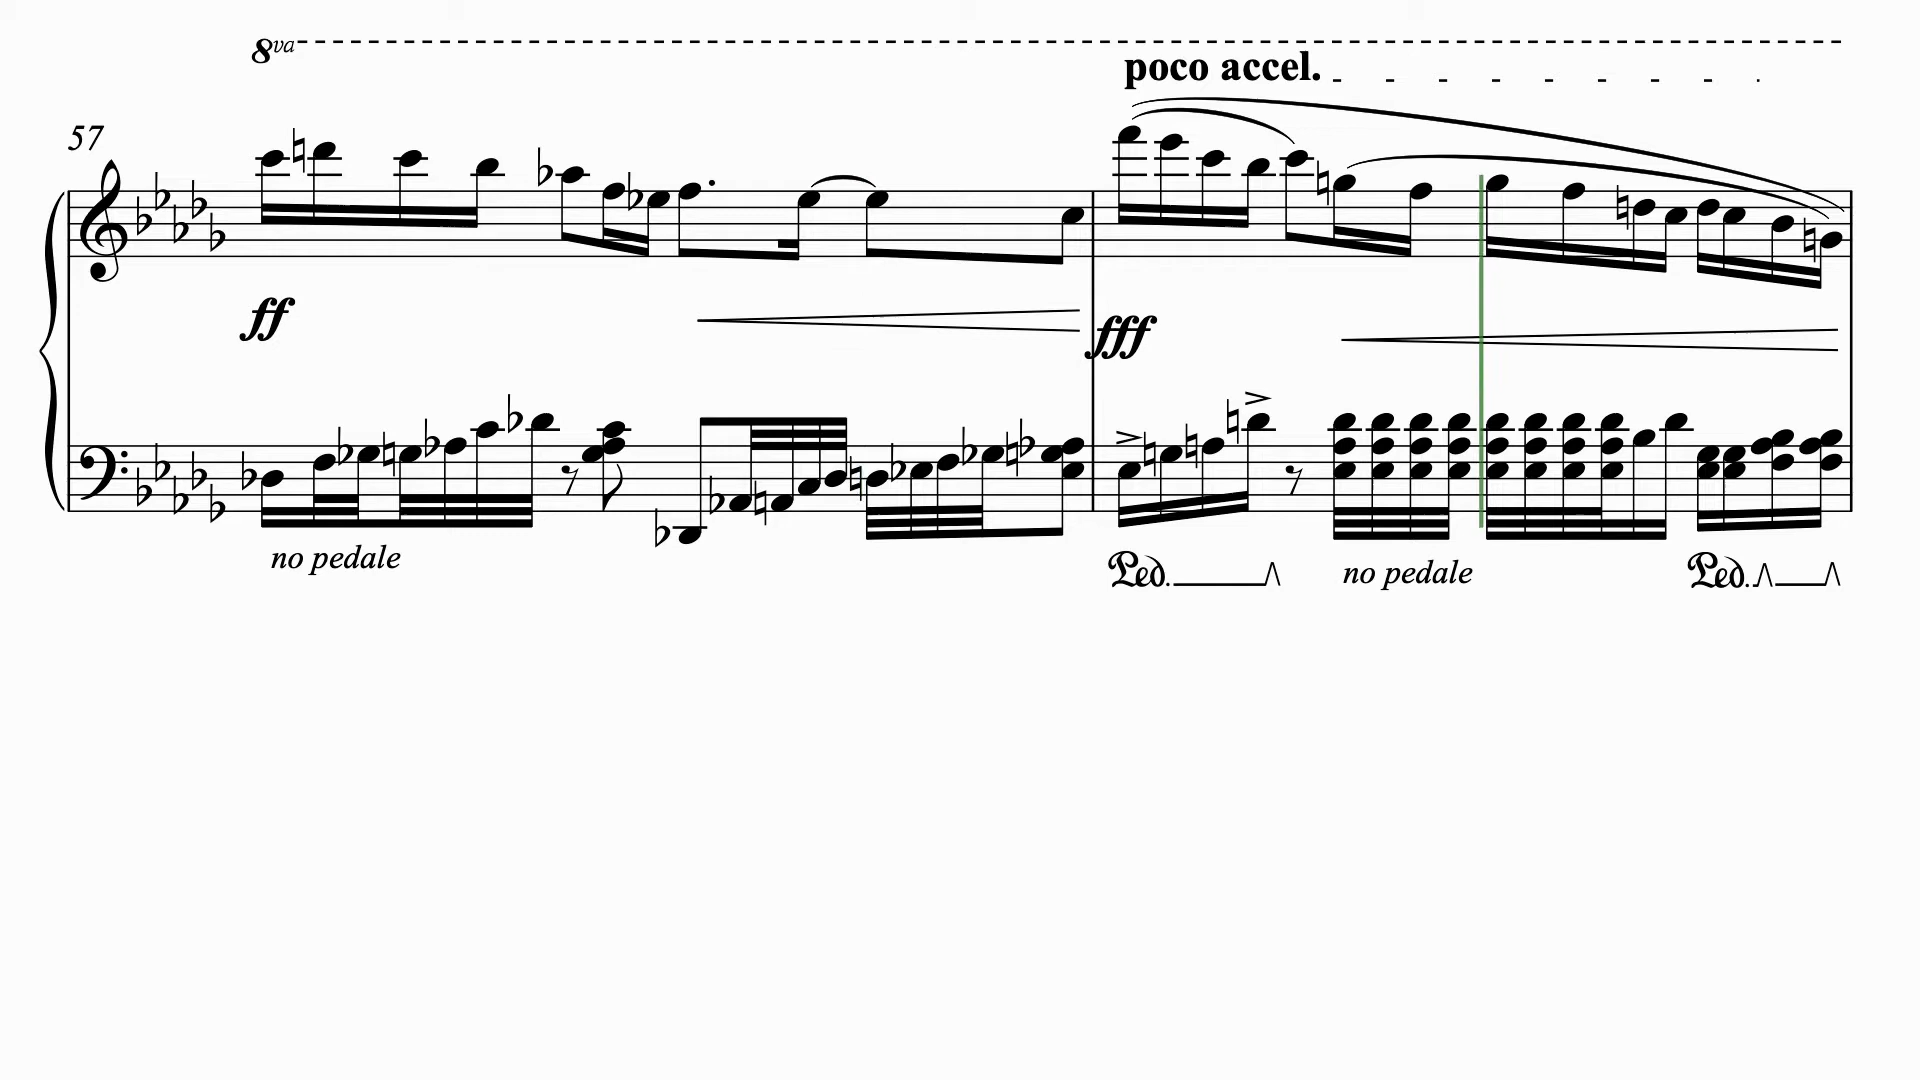 8va
poco accel.
57
ff
fff
no pedale
Ped. no pedale Ped.